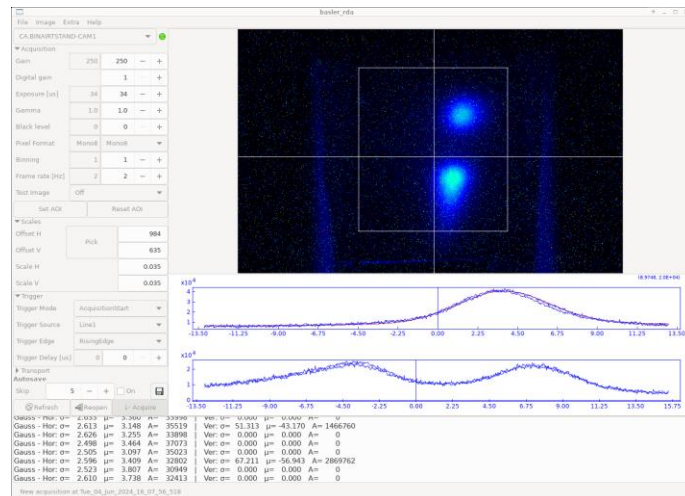 basler_rda
File Image Extra Help
CA.BINAIRTSTAND-CAM1
Acquisition
Gain 250 250 − +
Digital gain 1 − +
Exposure [us] 34 34 − +
Gamma 1.0 1.0 − +
Black level 0 0 − +
Pixel Format Mono8 Mono8
Binning 1 1 − +
Frame rate [Hz] 2 2 − +
Test Image Off
Set AOI Reset AOI
Scales
Offset H 984
Pick
Offset V 635
Scale H 0.035
Scale V 0.035
Trigger
Trigger Mode AcquisitionStart
Trigger Source Line1
Trigger Edge RisingEdge
Trigger Delay [us] 0 0 − +
Transport
Autosave
Skip 5 − + On
Refresh Reopen Acquire
x10⁴
4
3
2
1
-13.50 -11.25 -9.00 -6.75 -4.50 -2.25 0.00 2.25 4.50 6.75 9.00 11.25 13.50
x10⁴
4
3
2
1
-13.50 -11.25 -9.00 -6.75 -4.50 -2.25 0.00 2.25 4.50 6.75 9.00 11.25 13.50 15.75
Gauss - Hor: σ= 2.613 μ= 3.148 A= 35519 | Ver: σ= 51.313 μ= -43.170 A= 1466760
Gauss - Hor: σ= 2.626 μ= 3.255 A= 33898 | Ver: σ= 0.000 μ= 0.000 A= 0
Gauss - Hor: σ= 2.498 μ= 3.464 A= 37073 | Ver: σ= 0.000 μ= 0.000 A= 0
Gauss - Hor: σ= 2.505 μ= 3.097 A= 35023 | Ver: σ= 0.000 μ= 0.000 A= 0
Gauss - Hor: σ= 2.596 μ= 3.409 A= 32802 | Ver: σ= 67.211 μ= -56.943 A= 2869762
Gauss - Hor: σ= 2.523 μ= 3.807 A= 30949 | Ver: σ= 0.000 μ= 0.000 A= 0
Gauss - Hor: σ= 2.610 μ= 3.738 A= 32413 | Ver: σ= 0.000 μ= 0.000 A= 0
New acquisition at Tue_04_Jun_2024_16_07_56_516